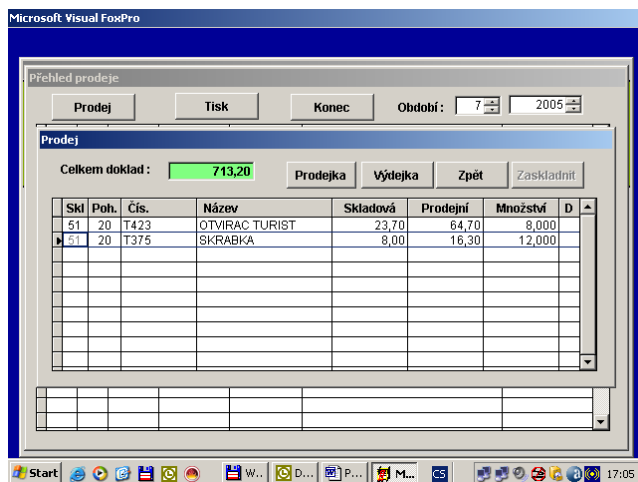 Microsoft Visual FoxPro
Přehled prodeje
Prodej Tisk Konec Období : 7 2005
Prodej
Celkem doklad : 713,20 Prodejka Výdejka Zpět Zaskladnit
Skl Poh. Čís. Název Skladová Prodejní Množství D
51 20 T423 OTVIRAC TURIST 23,70 64,70 8,000
51 20 T375 SKRABKA 8,00 16,30 12,000
Start W... D... P... M... CS 17:05